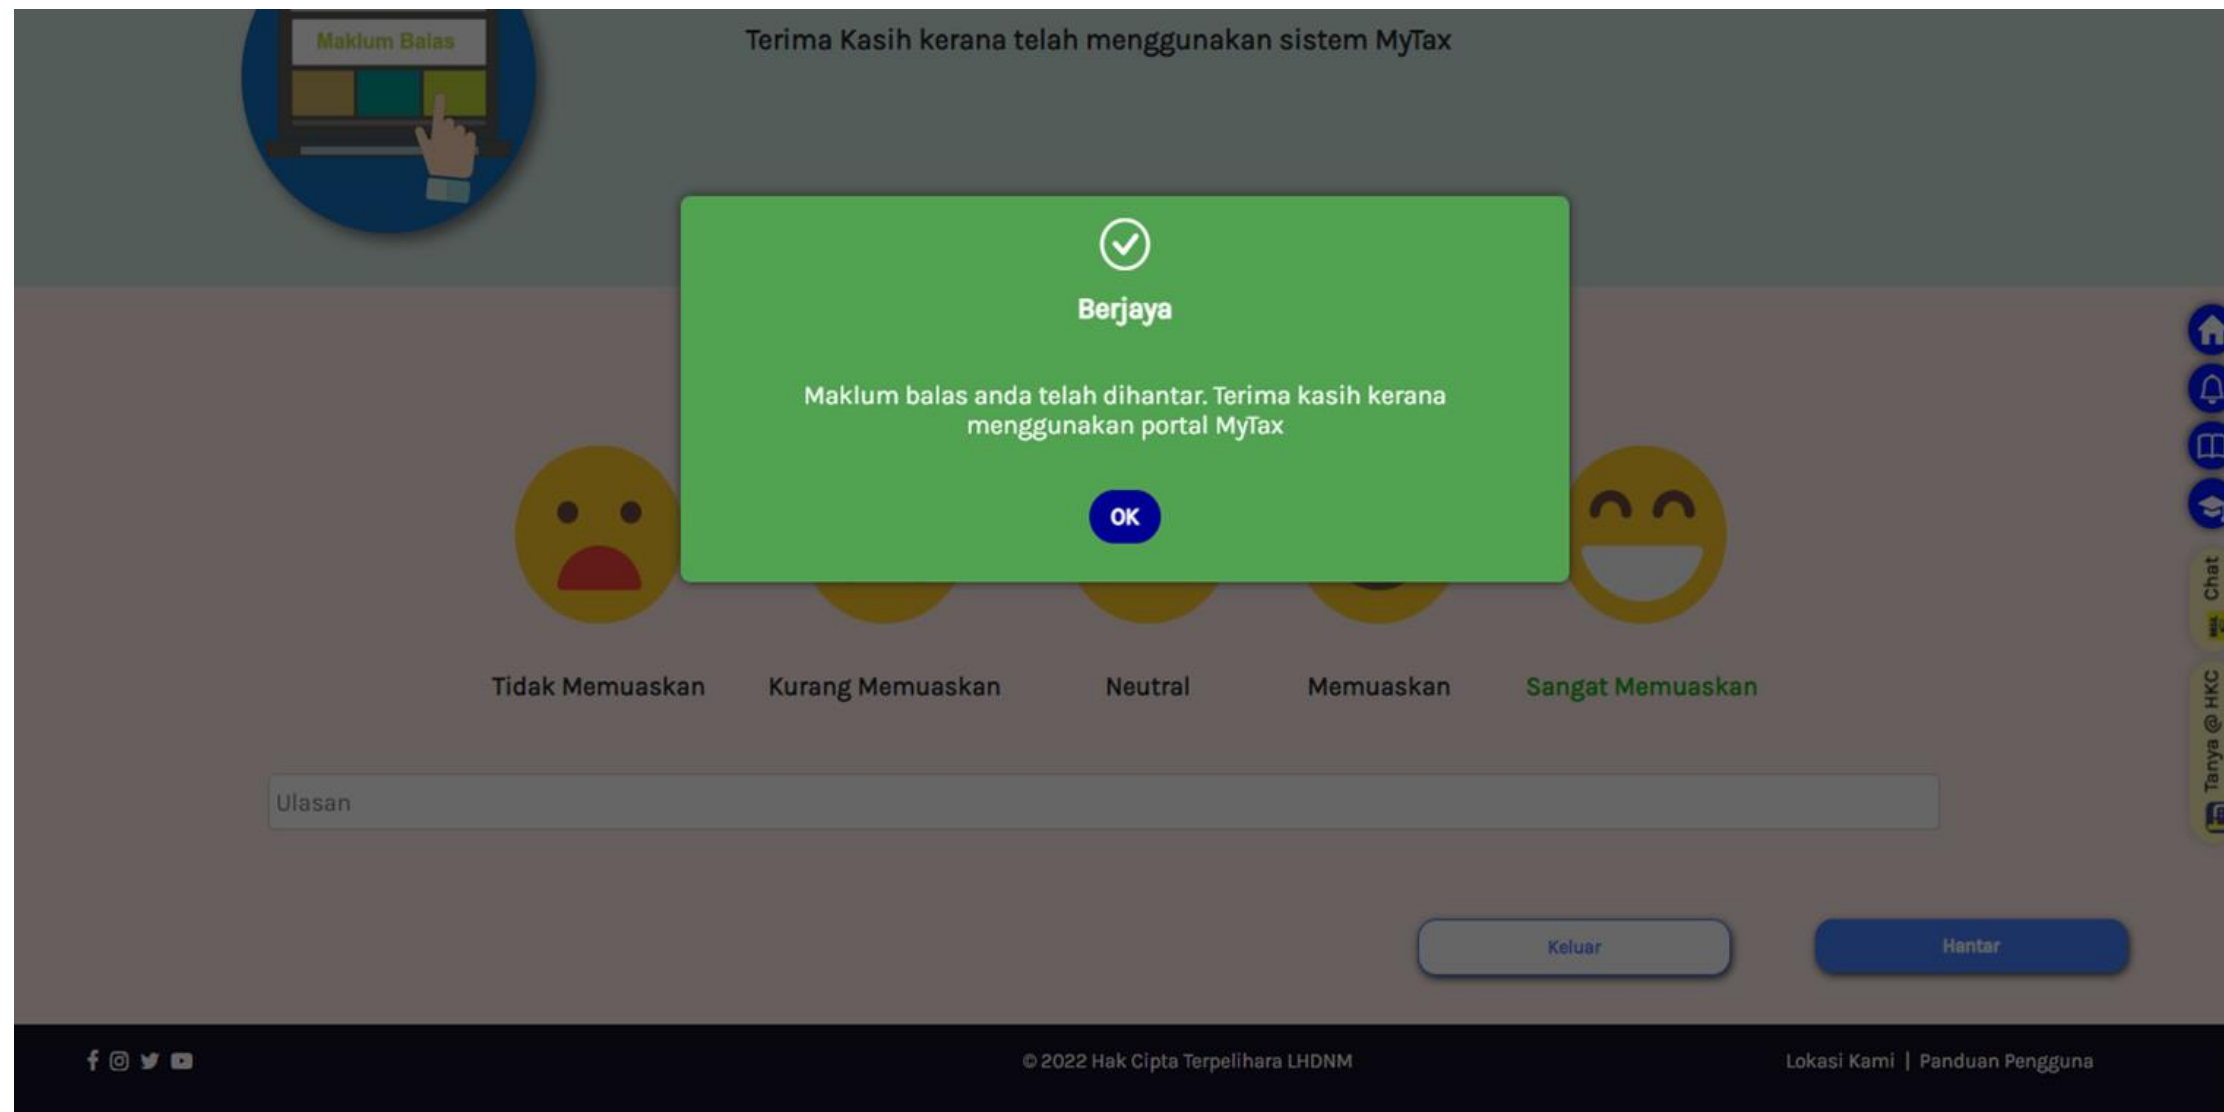 Maklum Balas
Terima Kasih kerana telah menggunakan sistem MyTax
Berjaya
Maklum balas anda telah dihantar. Terima kasih kerana
menggunakan portal MyTax
OK
Tidak Memuaskan
Kurang Memuaskan
Neutral
Memuaskan
Sangat Memuaskan
Ulasan
Keluar
Hantar
Chat
Tanya @ HKC
© 2022 Hak Cipta Terpelihara LHDNM
Lokasi Kami | Panduan Pengguna